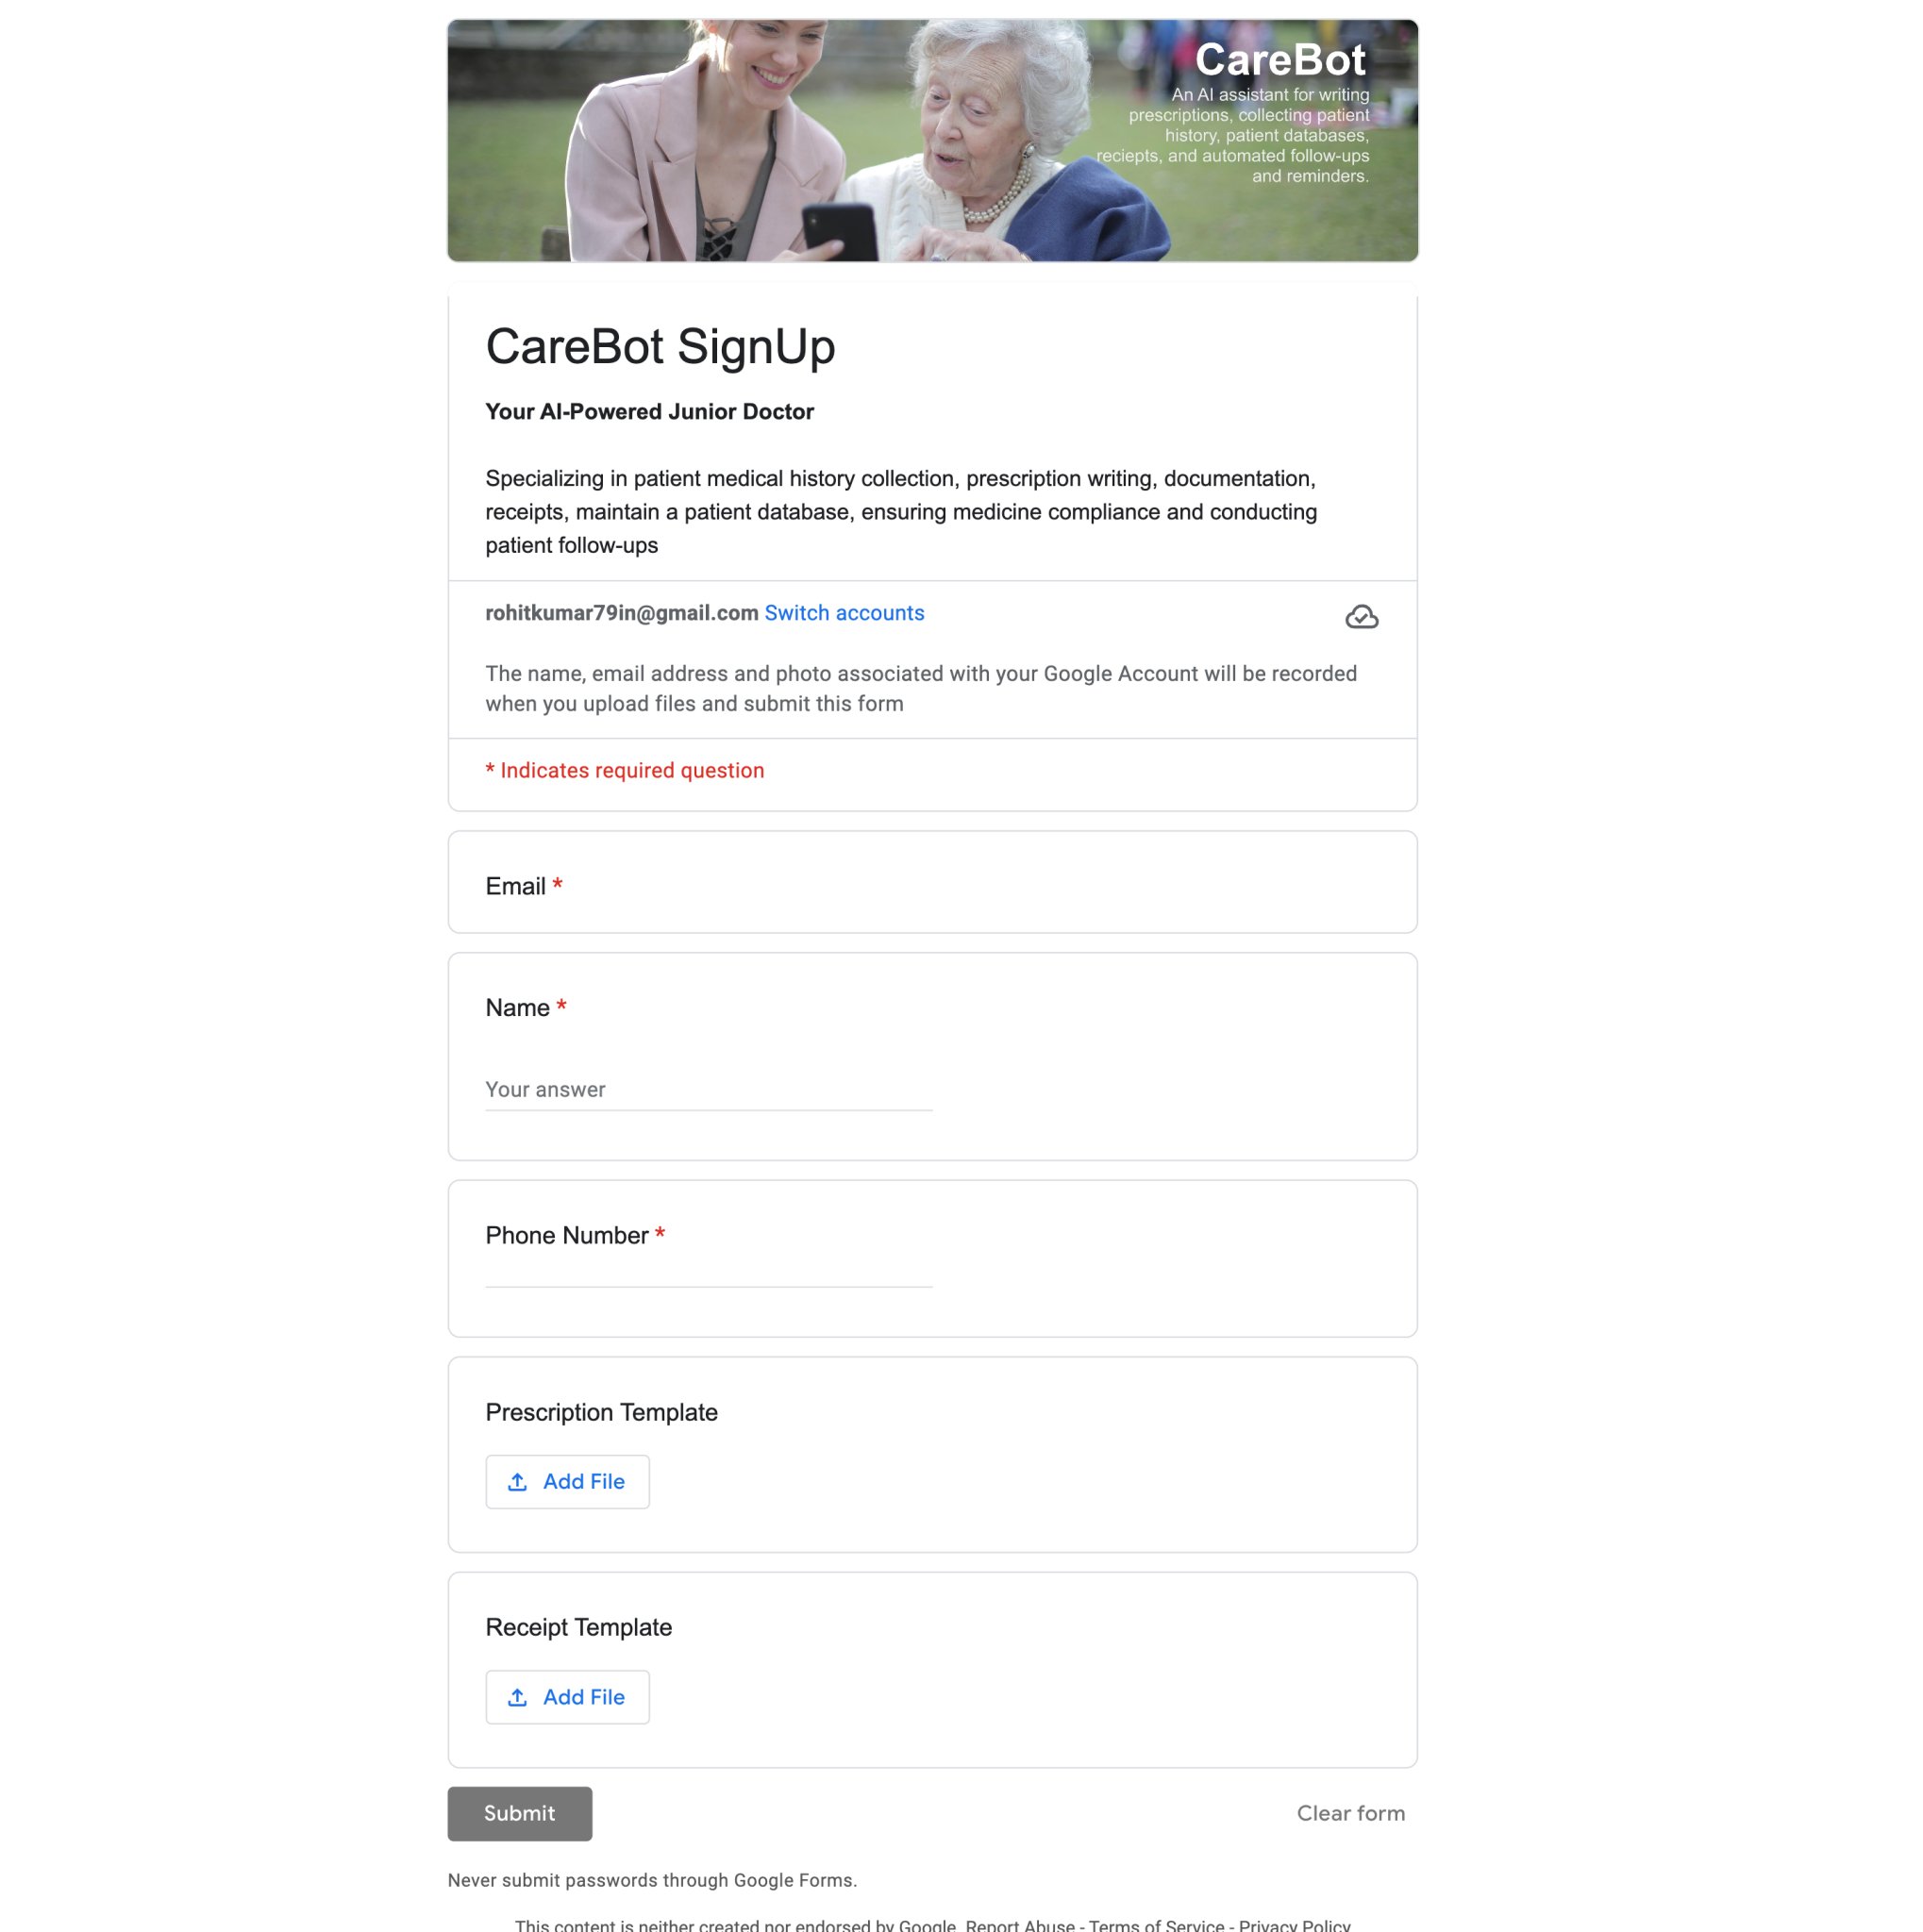 CareBot
An AI assistant for writing
prescriptions, collecting patient
history, patient databases,
reciepts, and automated follow-ups
and reminders.
CareBot SignUp
Your AI-Powered Junior Doctor
Specializing in patient medical history collection, prescription writing, documentation,
receipts, maintain a patient database, ensuring medicine compliance and conducting
patient follow-ups
rohitkumar79in@gmail.com Switch accounts
The name, email address and photo associated with your Google Account will be recorded
when you upload files and submit this form
* Indicates required question
Email *
Name *
Your answer
Phone Number *
Prescription Template
Add File
Receipt Template
Add File
Submit
Clear form
Never submit passwords through Google Forms.
This content is neither created nor endorsed by Google. Report Abuse - Terms of Service - Privacy Policy